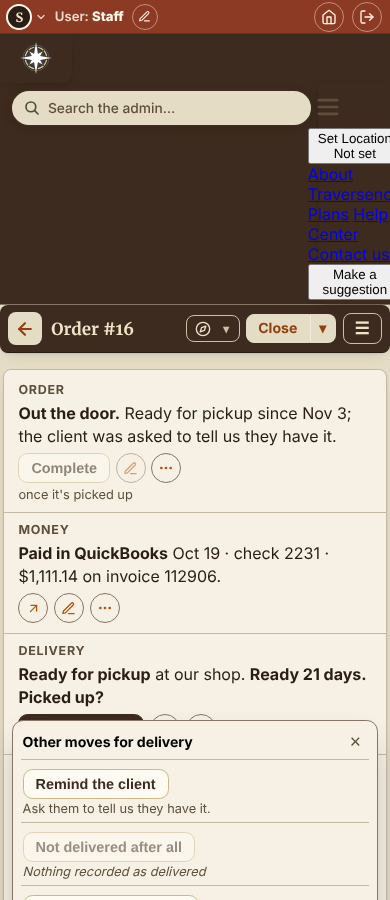 S User: Staff
Search the admin...
Set Location
Not set
About
Plans Help
Center
Contact us
Make a
suggestion
Order #16
Close
ORDER
Out the door. Ready for pickup since Nov 3;
the client was asked to tell us they have it.
Complete
once it's picked up
MONEY
Paid in QuickBooks Oct 19 · check 2231 ·
$1,111.14 on invoice 112906.
DELIVERY
Ready for pickup at our shop. Ready 21 days.
Picked up?
Other moves for delivery
Remind the client
Ask them to tell us they have it.
Not delivered after all
Nothing recorded as delivered